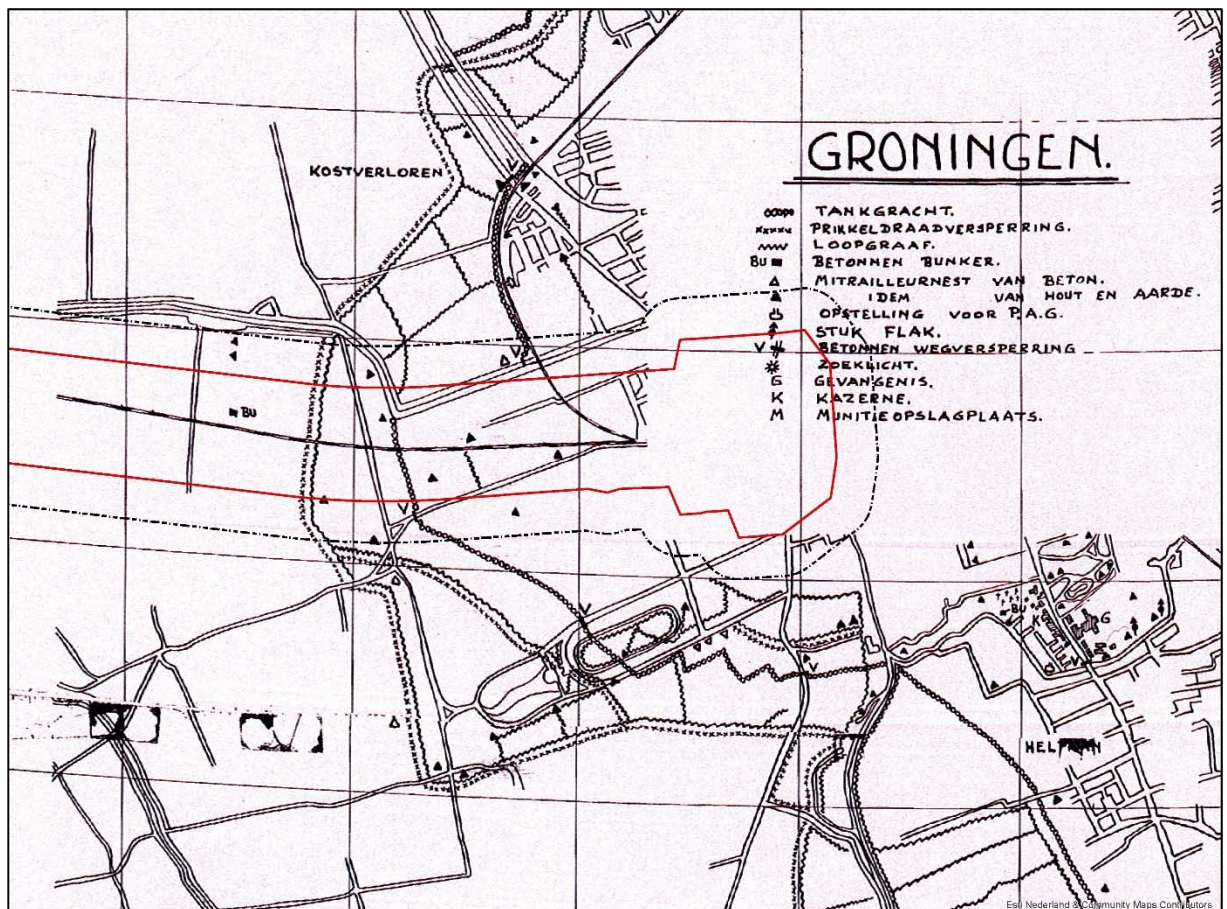 GRONINGEN.
KOSTVERLOREN
TANKGRACHT.
PRIKKELDRAADVERSPERRING.
LOOPGRAAF.
BU BETONNEN BUNKER.
MITRAILLEURNEST VAN BETON.
IDEM VAN HOUT EN AARDE.
OPSTELLING VOOR P.A.G.
STUK FLAK.
V BETONNEN WEGVERSPERRING
ZOEKLICHT.
G GEVANGENIS.
K KAZERNE.
M MUNITIEOPSLAGPLAATS.
BU
V
V
V
V
BU
K
G
V
V
Esri Nederland & Community Maps Contributors